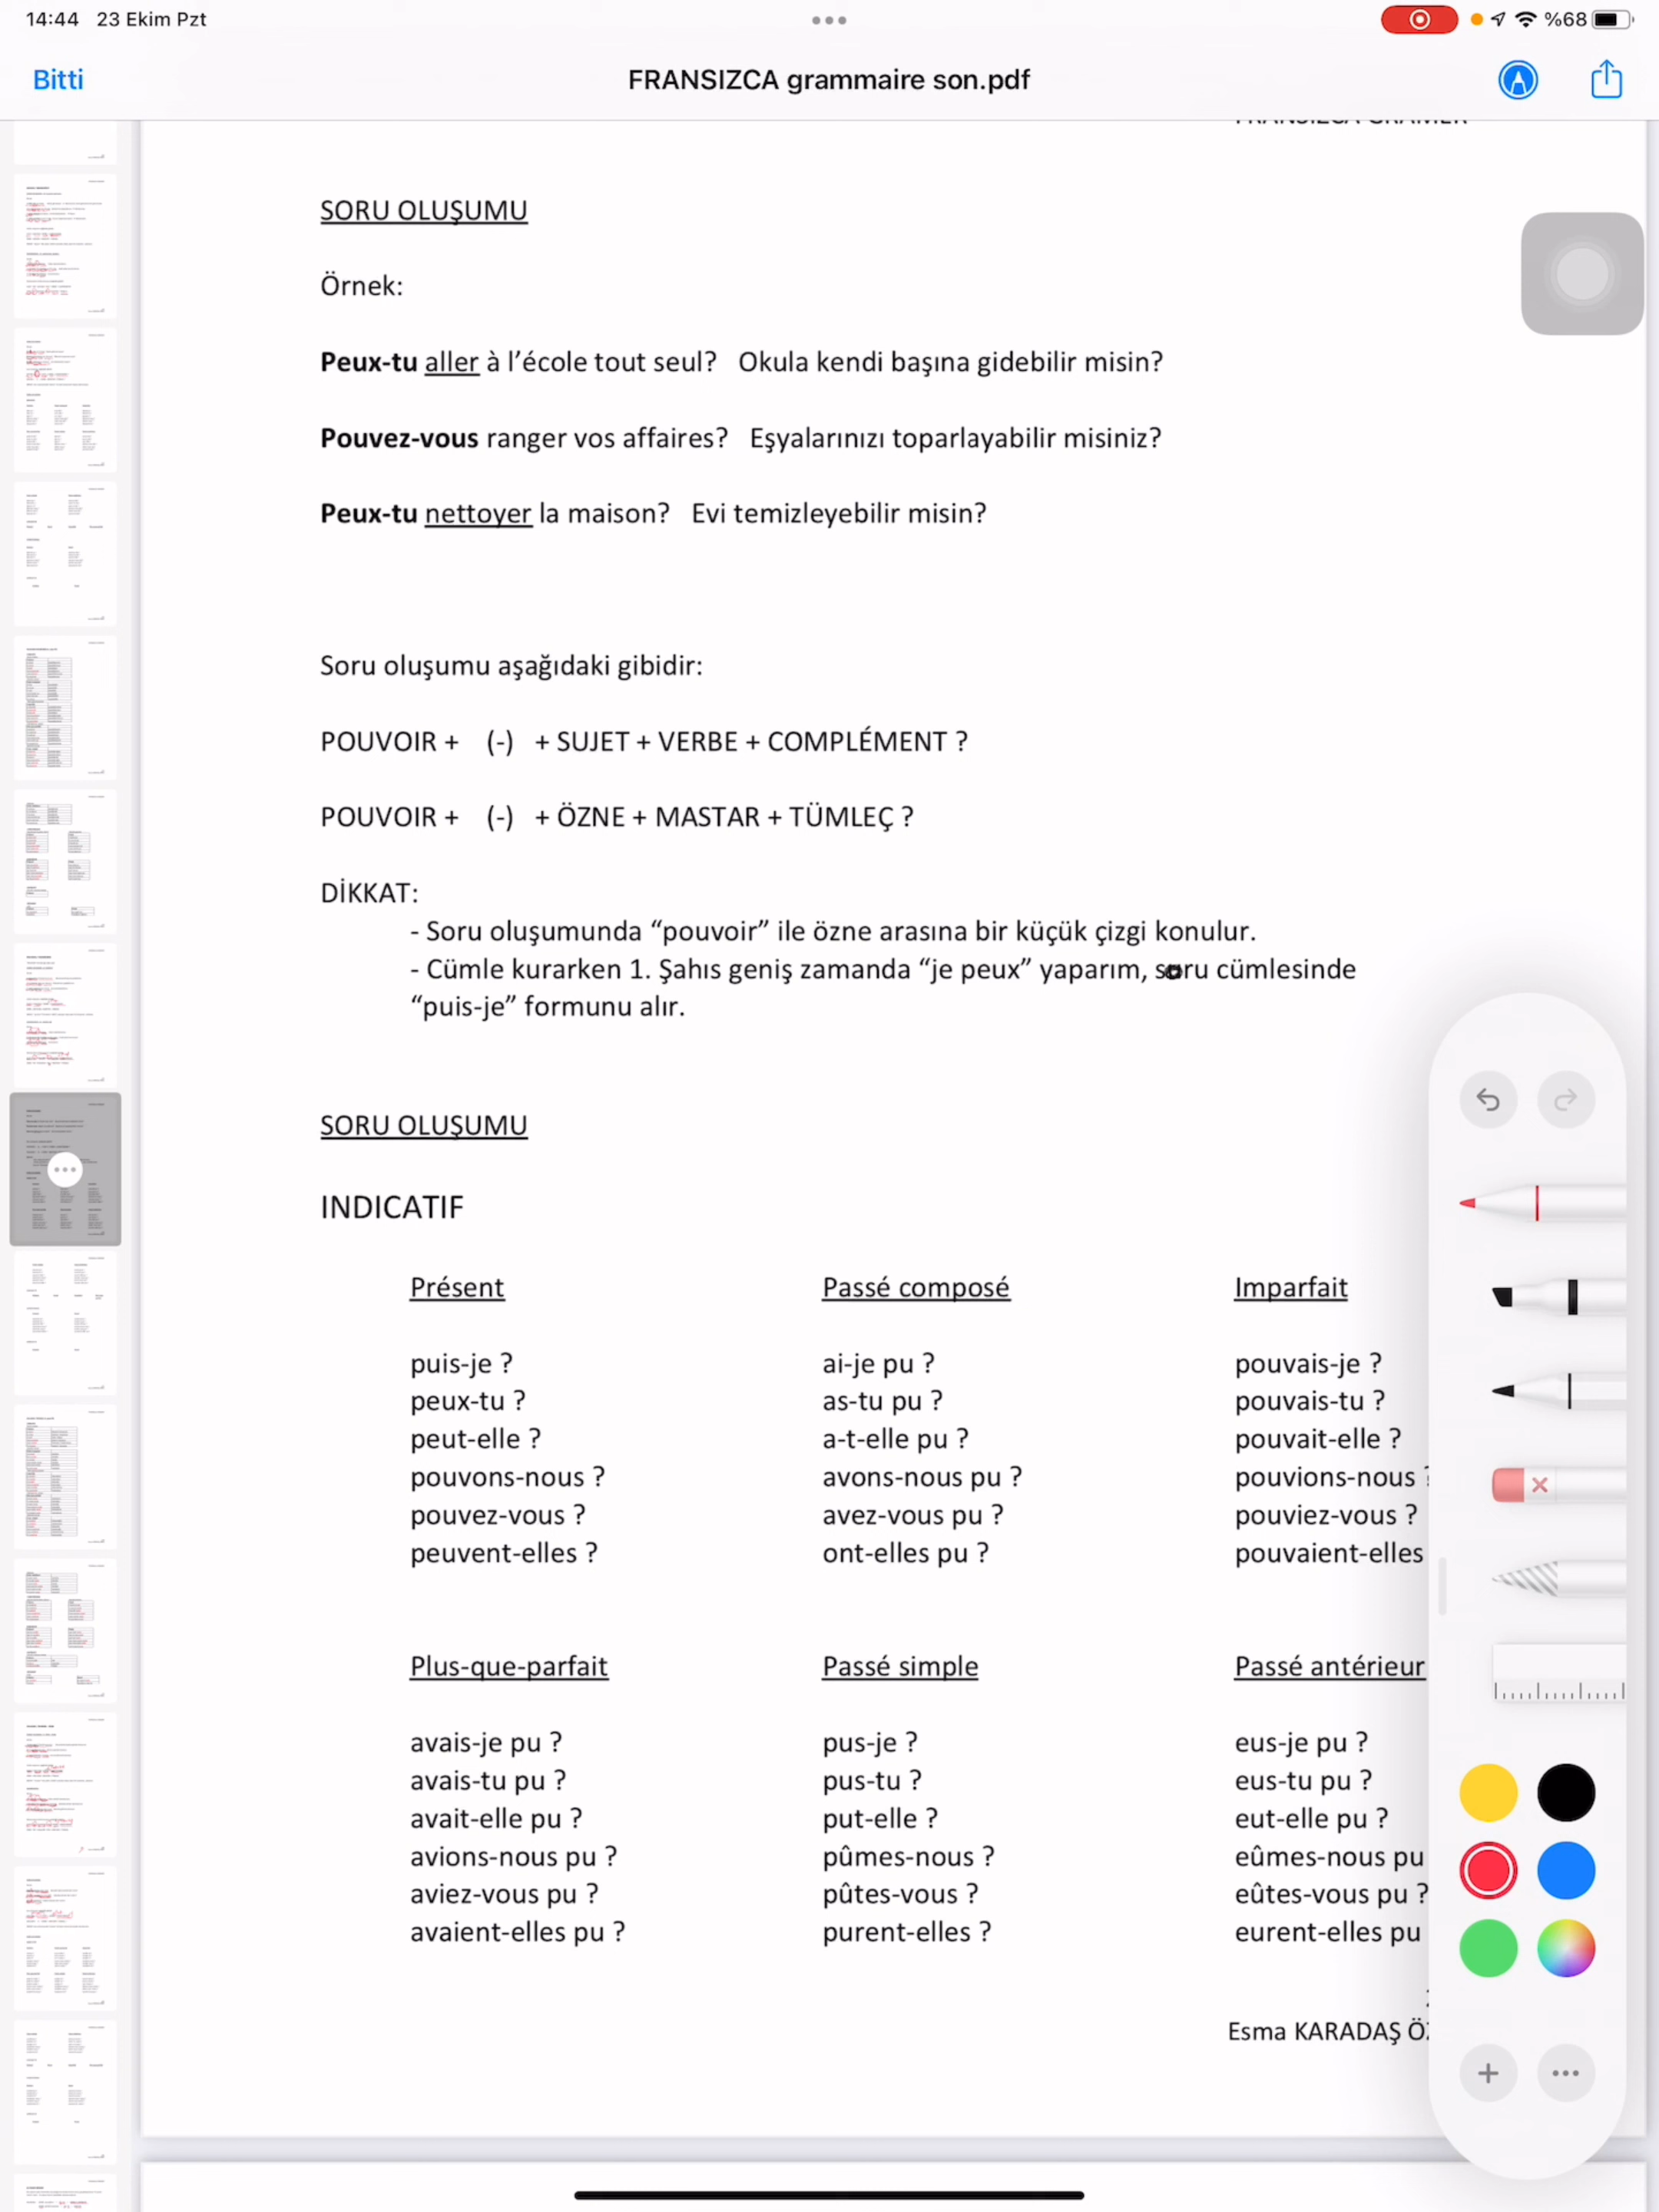 14:44 23 Ekim Pzt %68
Bitti FRANSIZCA grammaire son.pdf
SORU OLUŞUMU
Örnek:
Peux-tu aller à l’école tout seul? Okula kendi başına gidebilir misin?
Pouvez-vous ranger vos affaires? Eşyalarınızı toparlayabilir misiniz?
Peux-tu nettoyer la maison? Evi temizleyebilir misin?
Soru oluşumu aşağıdaki gibidir:
POUVOIR + (-) + SUJET + VERBE + COMPLÉMENT ?
POUVOIR + (-) + ÖZNE + MASTAR + TÜMLEÇ ?
DİKKAT:
- Soru oluşumunda “pouvoir” ile özne arasına bir küçük çizgi konulur.
- Cümle kurarken 1. Şahıs geniş zamanda “je peux” yaparım, soru cümlesinde
“puis-je” formunu alır.
SORU OLUŞUMU
INDICATIF
Présent Passé composé Imparfait
puis-je ? ai-je pu ? pouvais-je ?
peux-tu ? as-tu pu ? pouvais-tu ?
peut-elle ? a-t-elle pu ? pouvait-elle ?
pouvons-nous ? avons-nous pu ? pouvions-nous ?
pouvez-vous ? avez-vous pu ? pouviez-vous ?
peuvent-elles ? ont-elles pu ? pouvaient-elles
Plus-que-parfait Passé simple Passé antérieur
avais-je pu ? pus-je ? eus-je pu ?
avais-tu pu ? pus-tu ? eus-tu pu ?
avait-elle pu ? put-elle ? eut-elle pu ?
avions-nous pu ? pûmes-nous ? eûmes-nous pu
aviez-vous pu ? pûtes-vous ? eûtes-vous pu ?
avaient-elles pu ? purent-elles ? eurent-elles pu
Esma KARADAŞ